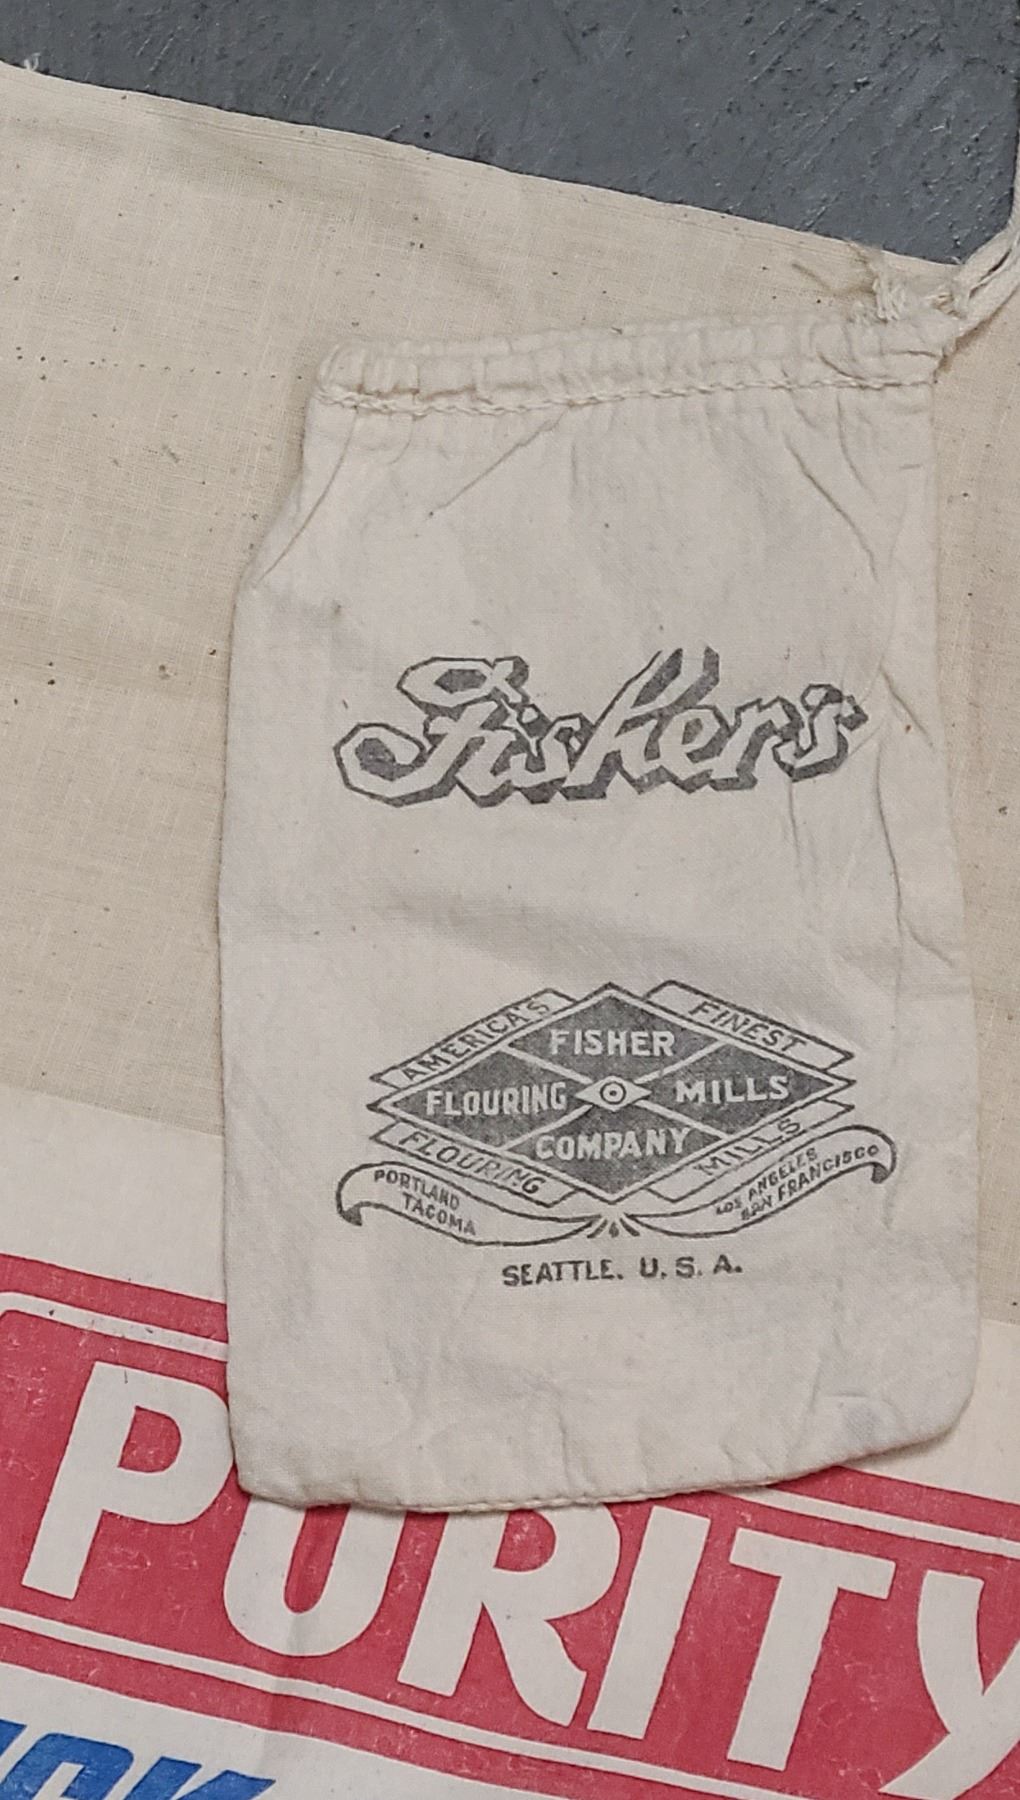 Fisher's
AMERICA'S FINEST
FISHER
FLOURING MILLS
COMPANY
FLOURING MILLS
PORTLAND
TACOMA
LOS ANGELES
SAN FRANCISCO
SEATTLE. U. S. A.
PURITY